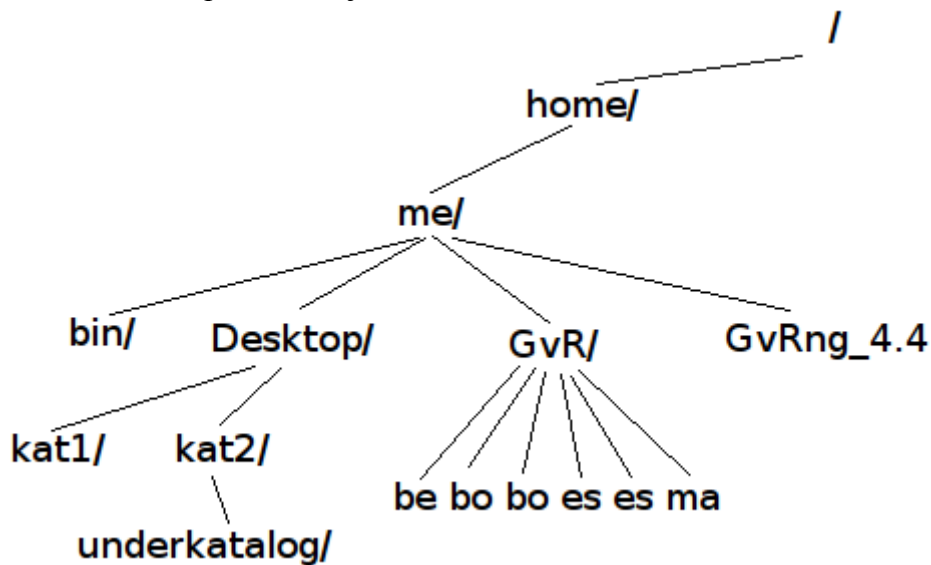 /
home/
me/
bin/ Desktop/ GvR/ GvRng_4.4
kat1/ kat2/
be bo bo es es ma
underkatalog/